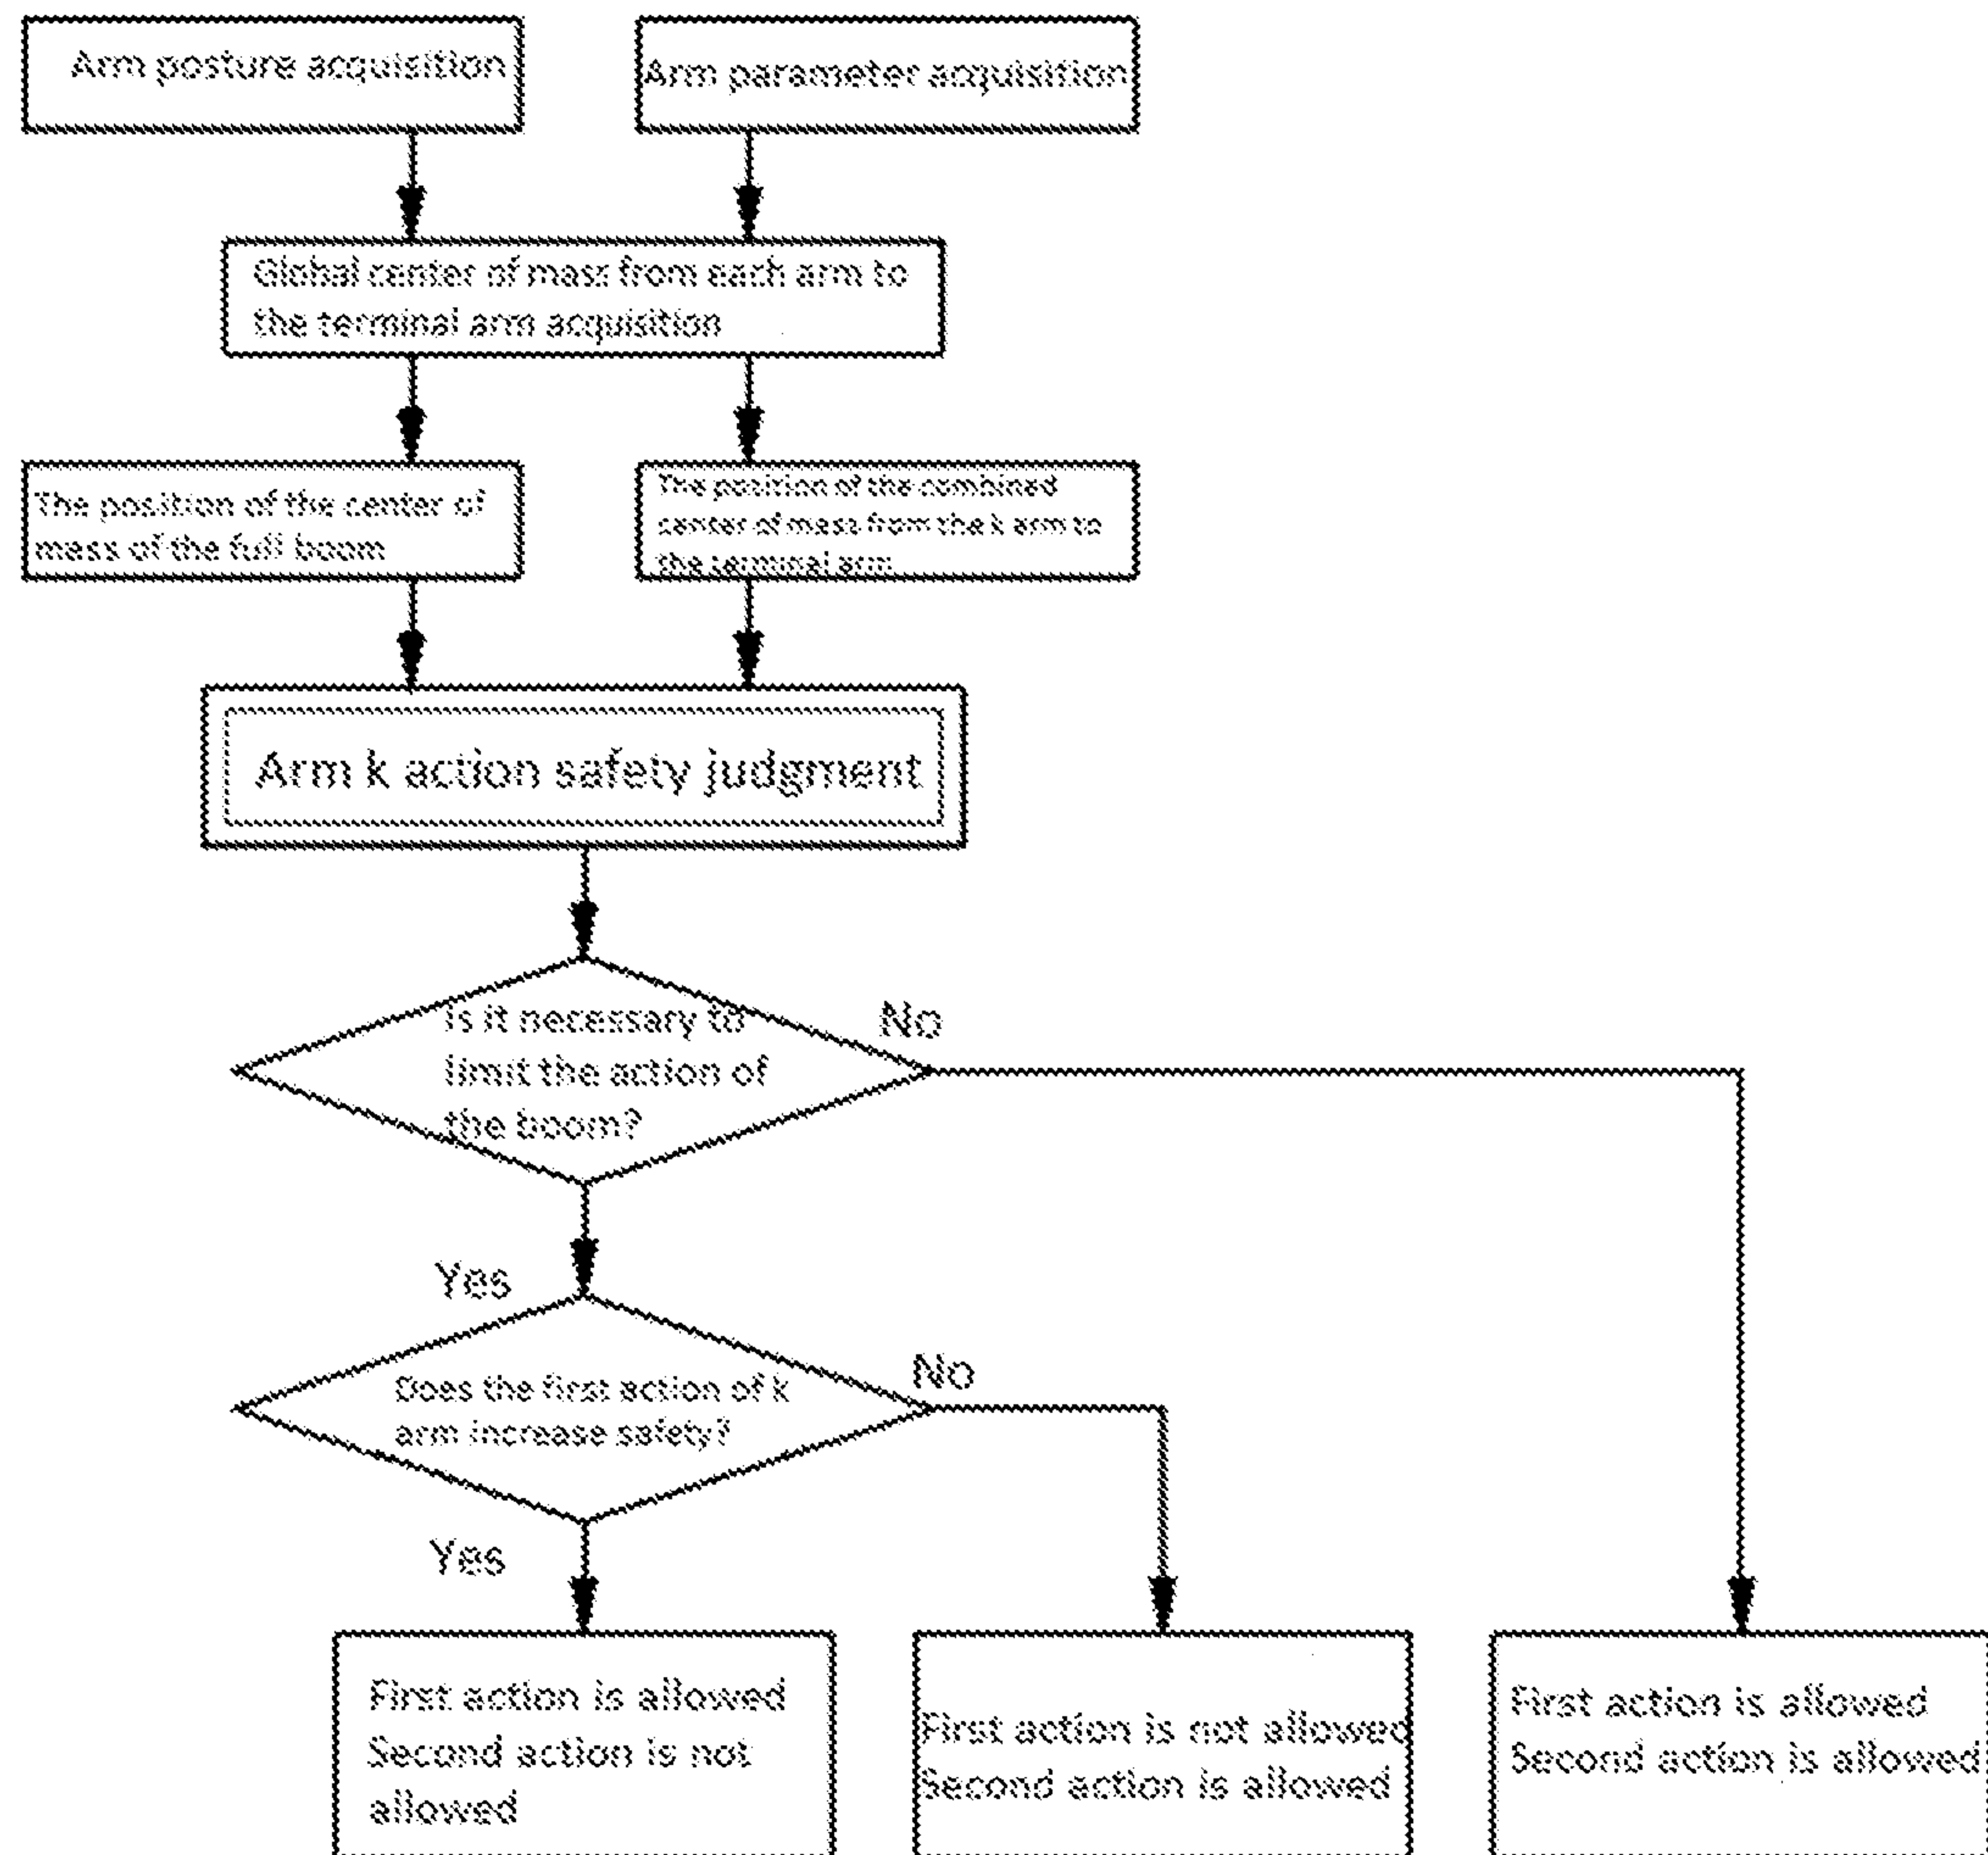 Arm posture acquisition
Arm parameter acquisition
Global center of mass from each arm to
the terminal arm acquisition
The position of the center of
mass of the full boom
The position of the combined
center of mass from the k arm to
the terminal arm
Arm k action safety judgment
Is it necessary to
limit the action of
the boom?
No
Yes
Does the first action of k
arm increase safety?
No
Yes
First action is allowed
Second action is not
allowed
First action is not allowed
Second action is allowed
First action is allowed
Second action is allowed